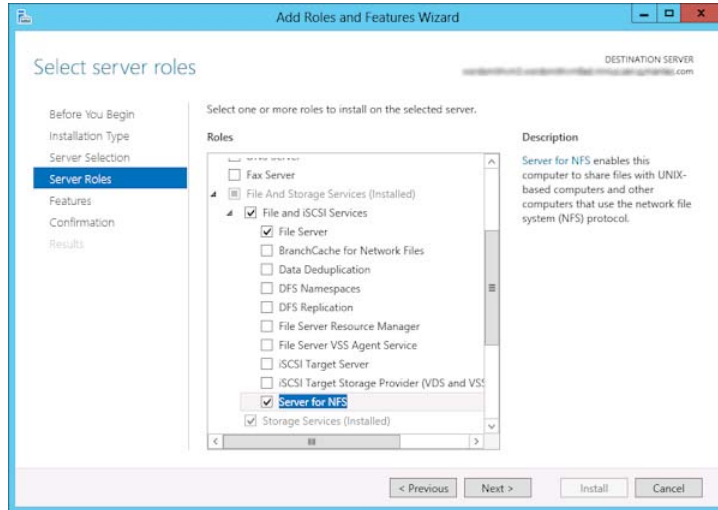 Add Roles and Features Wizard
Select server roles
DESTINATION SERVER
.com
Before You Begin
Installation Type
Server Selection
Server Roles
Features
Confirmation
Results
Select one or more roles to install on the selected server.
Roles
Fax Server
File And Storage Services (Installed)
File and iSCSI Services
File Server
BranchCache for Network Files
Data Deduplication
DFS Namespaces
DFS Replication
File Server Resource Manager
File Server VSS Agent Service
iSCSI Target Server
iSCSI Target Storage Provider (VDS and VSS
Server for NFS
Storage Services (Installed)
Description
Server for NFS enables this
computer to share files with UNIX-
based computers and other
computers that use the network file
system (NFS) protocol.
< Previous
Next >
Install
Cancel